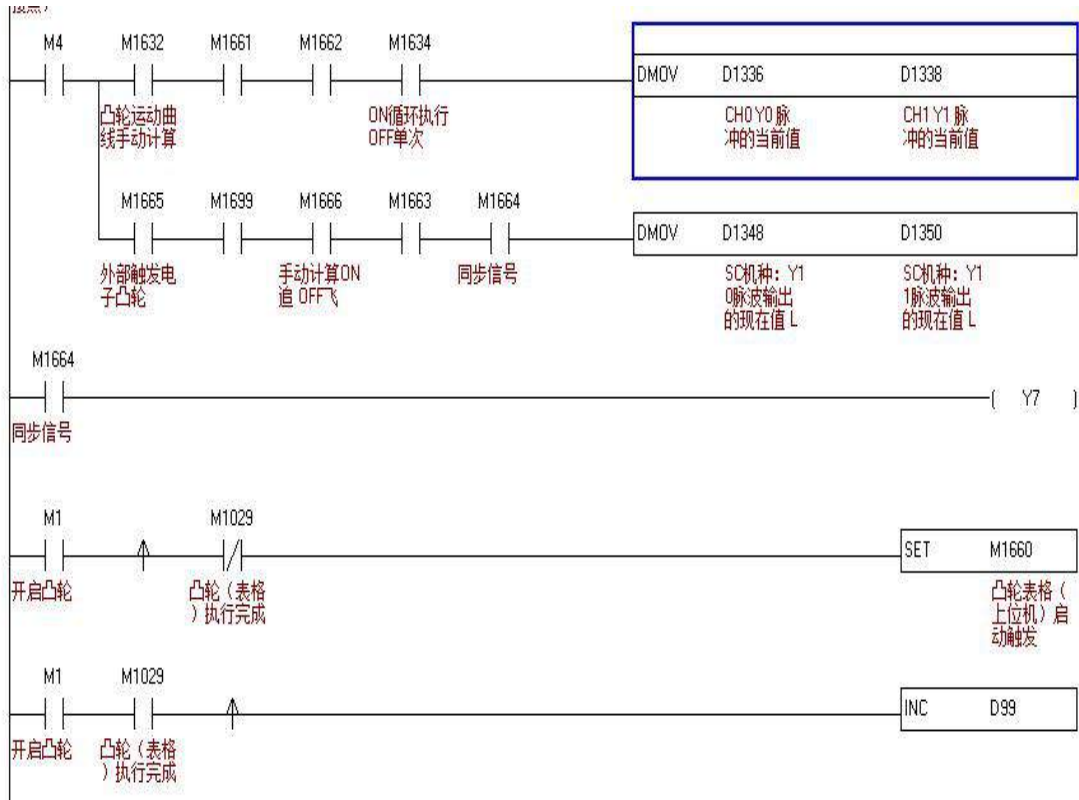 M4 M1632 M1661 M1662 M1634
DMOV D1336 D1338
凸轮运动曲 ON循环执行 CH0 Y0 脉 CH1 Y1 脉
线手动计算 OFF单次 冲的当前值 冲的当前值
M1665 M1699 M1666 M1663 M1664
DMOV D1348 D1350
外部触发电 手动计算ON 同步信号 SC机种：Y1 SC机种：Y1
子凸轮 追 OFF飞 0脉波输出 1脉波输出
的现在值 L 的现在值 L
M1664
( Y7 )
同步信号
M1 M1029
SET M1660
开启凸轮 凸轮（表格 凸轮表格（
）执行完成 上位机）启
动触发
M1 M1029
INC D99
开启凸轮 凸轮（表格
）执行完成